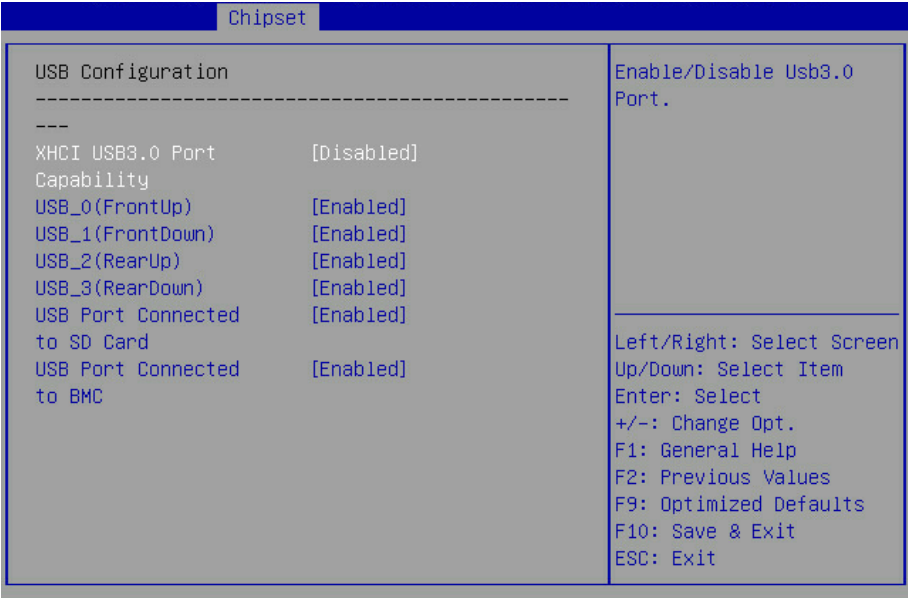 Chipset
USB Configuration
-------------------------------------------------
---
XHCI USB3.0 Port [Disabled]
Capability
USB_0(FrontUp) [Enabled]
USB_1(FrontDown) [Enabled]
USB_2(RearUp) [Enabled]
USB_3(RearDown) [Enabled]
USB Port Connected [Enabled]
to SD Card
USB Port Connected [Enabled]
to BMC
Enable/Disable Usb3.0
Port.
Left/Right: Select Screen
Up/Down: Select Item
Enter: Select
+/-: Change Opt.
F1: General Help
F2: Previous Values
F9: Optimized Defaults
F10: Save & Exit
ESC: Exit